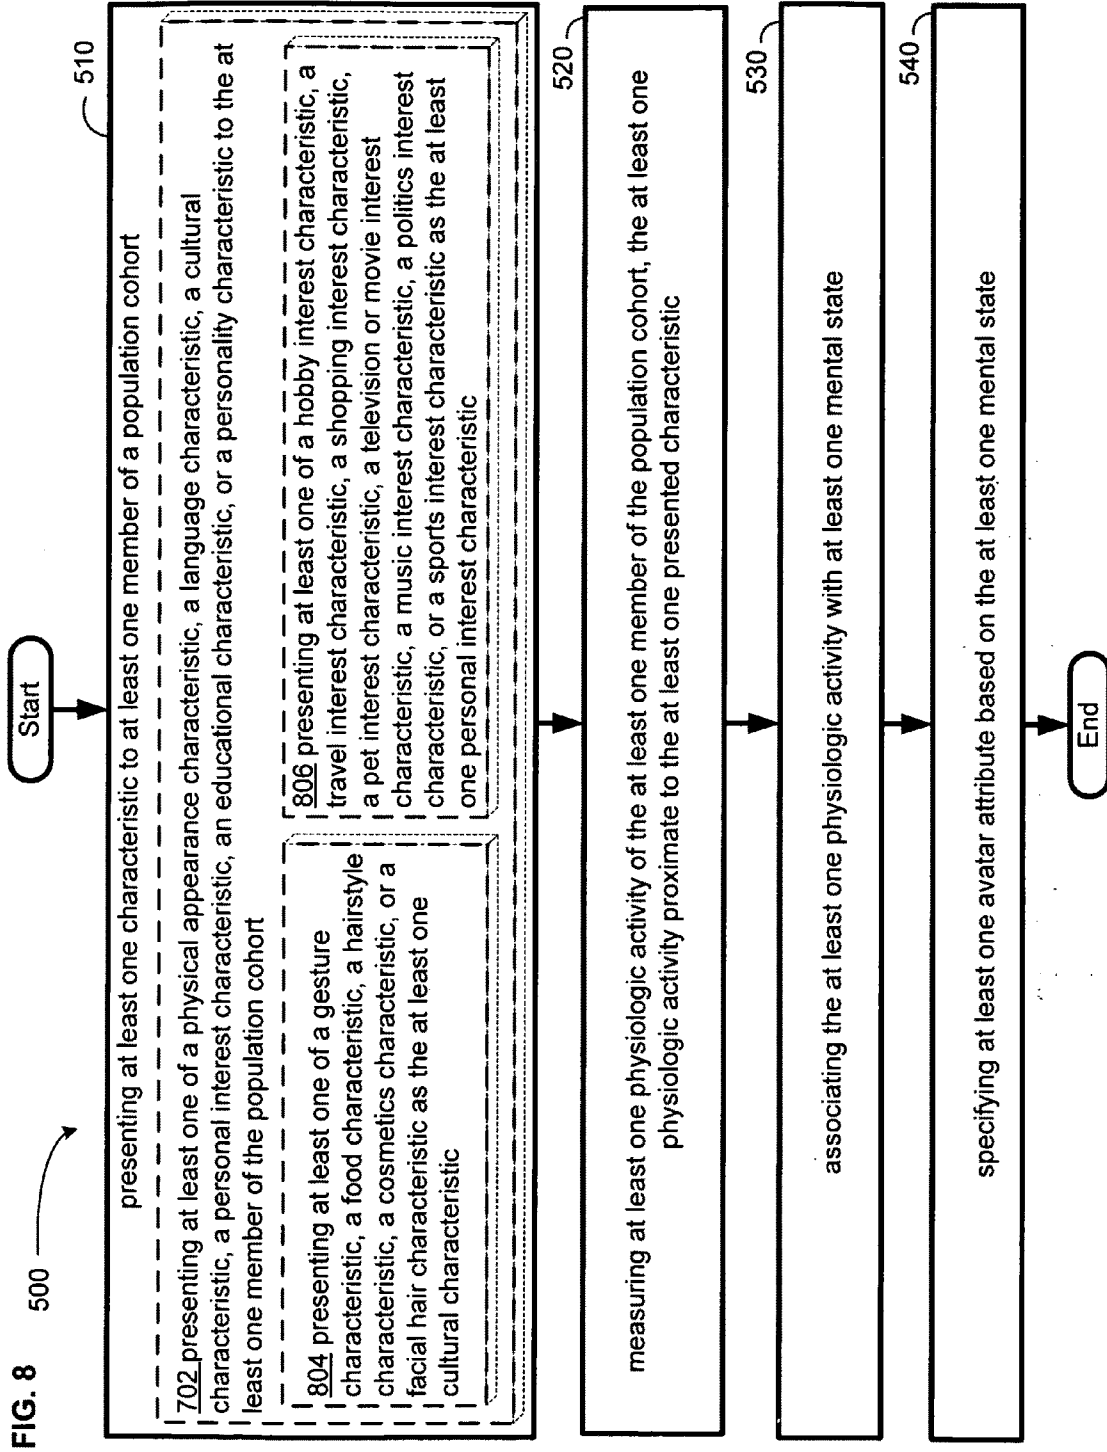 FIG. 8
500
Start
510
presenting at least one characteristic to at least one member of a population cohort
702 presenting at least one of a physical appearance characteristic, a language characteristic, a cultural
characteristic, a personal interest characteristic, an educational characteristic, or a personality characteristic to the at
least one member of the population cohort
804 presenting at least one of a gesture
characteristic, a food characteristic, a hairstyle
characteristic, a cosmetics characteristic, or a
facial hair characteristic as the at least one
cultural characteristic
806 presenting at least one of a hobby interest characteristic, a
travel interest characteristic, a shopping interest characteristic,
a pet interest characteristic, a television or movie interest
characteristic, a music interest characteristic, a politics interest
characteristic, or a sports interest characteristic as the at least
one personal interest characteristic
520
measuring at least one physiologic activity of the at least one member of the population cohort, the at least one
physiologic activity proximate to the at least one presented characteristic
530
associating the at least one physiologic activity with at least one mental state
540
specifying at least one avatar attribute based on the at least one mental state
End